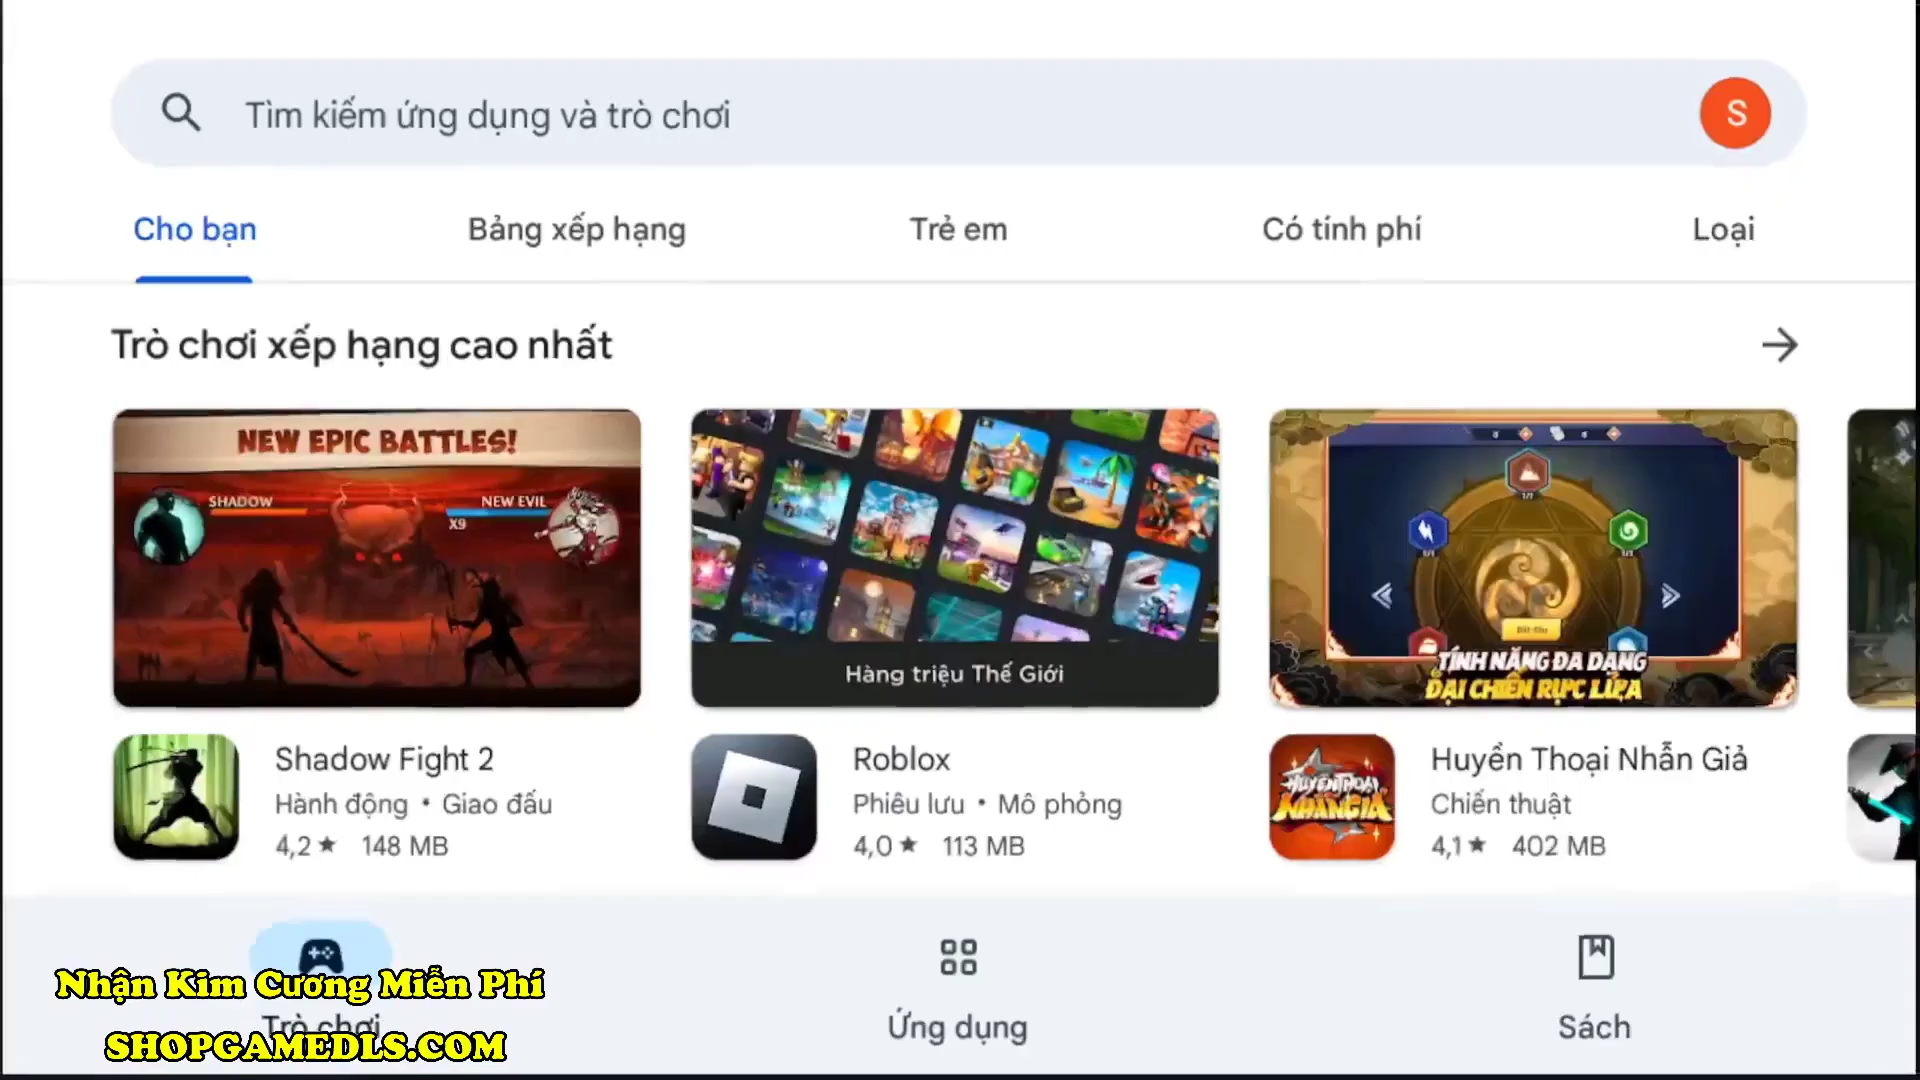 Tìm kiếm ứng dụng và trò chơi
S
Cho bạn
Bảng xếp hạng
Trẻ em
Có tính phí
Loại
Trò chơi xếp hạng cao nhất
NEW EPIC BATTLES!
SHADOW
NEW EVIL
X9
Hàng triệu Thế Giới
TÍNH NĂNG ĐA DẠNG
ĐẠI CHIẾN RỰC LỬA
Shadow Fight 2
Hành động • Giao đấu
4,2★ 148 MB
Roblox
Phiêu lưu • Mô phỏng
4,0★ 113 MB
HUYỀN THOẠI
NHẪN GIẢ
Huyền Thoại Nhẫn Giả
Chiến thuật
4,1★ 402 MB
Nhận Kim Cương Miễn Phí
Trò chơi
SHOPGAMEDLS.COM
Ứng dụng
Sách